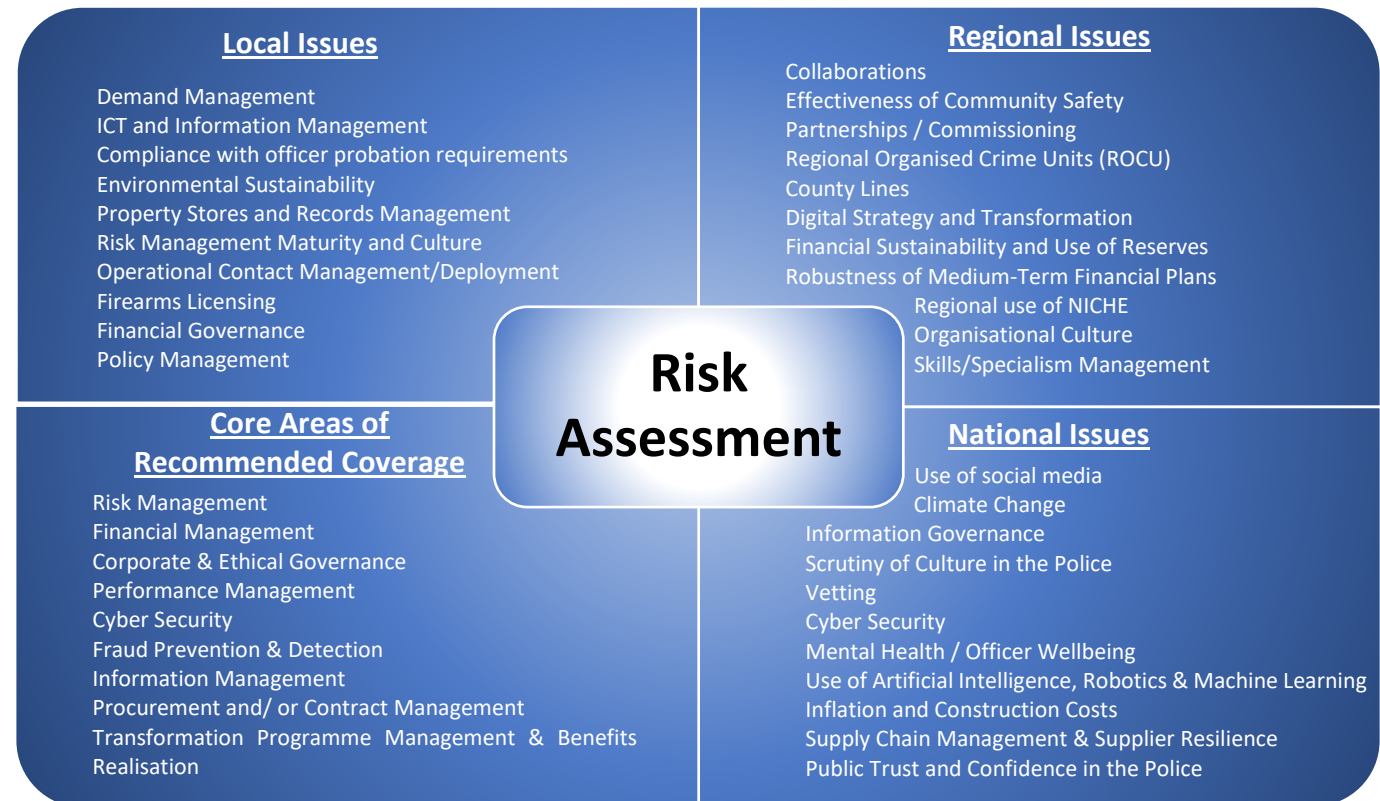 Local Issues
Demand Management
ICT and Information Management
Compliance with officer probation requirements
Environmental Sustainability
Property Stores and Records Management
Risk Management Maturity and Culture
Operational Contact Management/Deployment
Firearms Licensing
Financial Governance
Policy Management
Regional Issues
Collaborations
Effectiveness of Community Safety
Partnerships / Commissioning
Regional Organised Crime Units (ROCU)
County Lines
Digital Strategy and Transformation
Financial Sustainability and Use of Reserves
Robustness of Medium-Term Financial Plans
Regional use of NICHE
Organisational Culture
Skills/Specialism Management
Risk
Assessment
Core Areas of
Recommended Coverage
Risk Management
Financial Management
Corporate & Ethical Governance
Performance Management
Cyber Security
Fraud Prevention & Detection
Information Management
Procurement and/ or Contract Management
Transformation Programme Management & Benefits
Realisation
National Issues
Use of social media
Climate Change
Information Governance
Scrutiny of Culture in the Police
Vetting
Cyber Security
Mental Health / Officer Wellbeing
Use of Artificial Intelligence, Robotics & Machine Learning
Inflation and Construction Costs
Supply Chain Management & Supplier Resilience
Public Trust and Confidence in the Police